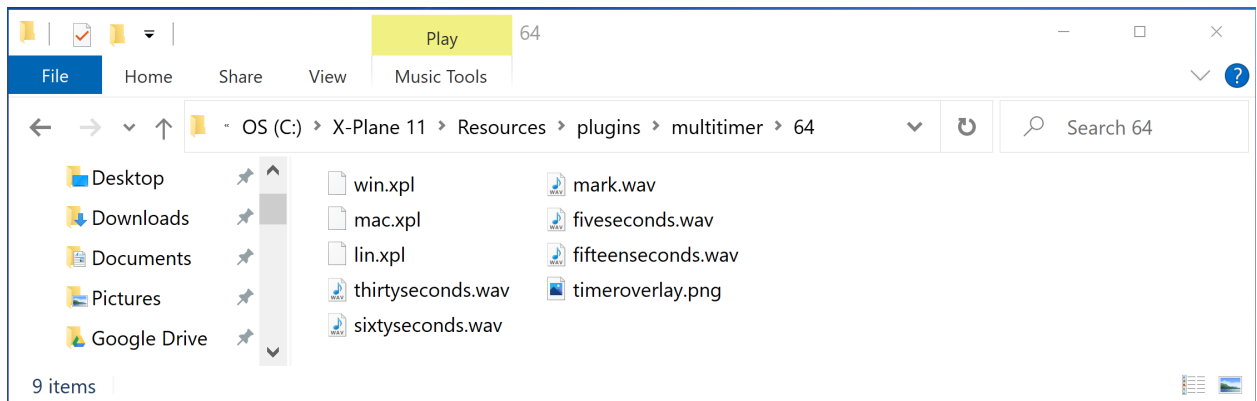 Play 64
File Home Share View Music Tools ?
« OS (C:) > X-Plane 11 > Resources > plugins > multitimer > 64 Search 64
Desktop win.xpl mark.wav
Downloads mac.xpl fiveseconds.wav
Documents lin.xpl fifteenseconds.wav
Pictures thirtyseconds.wav timeroverlay.png
Google Drive sixtyseconds.wav
9 items